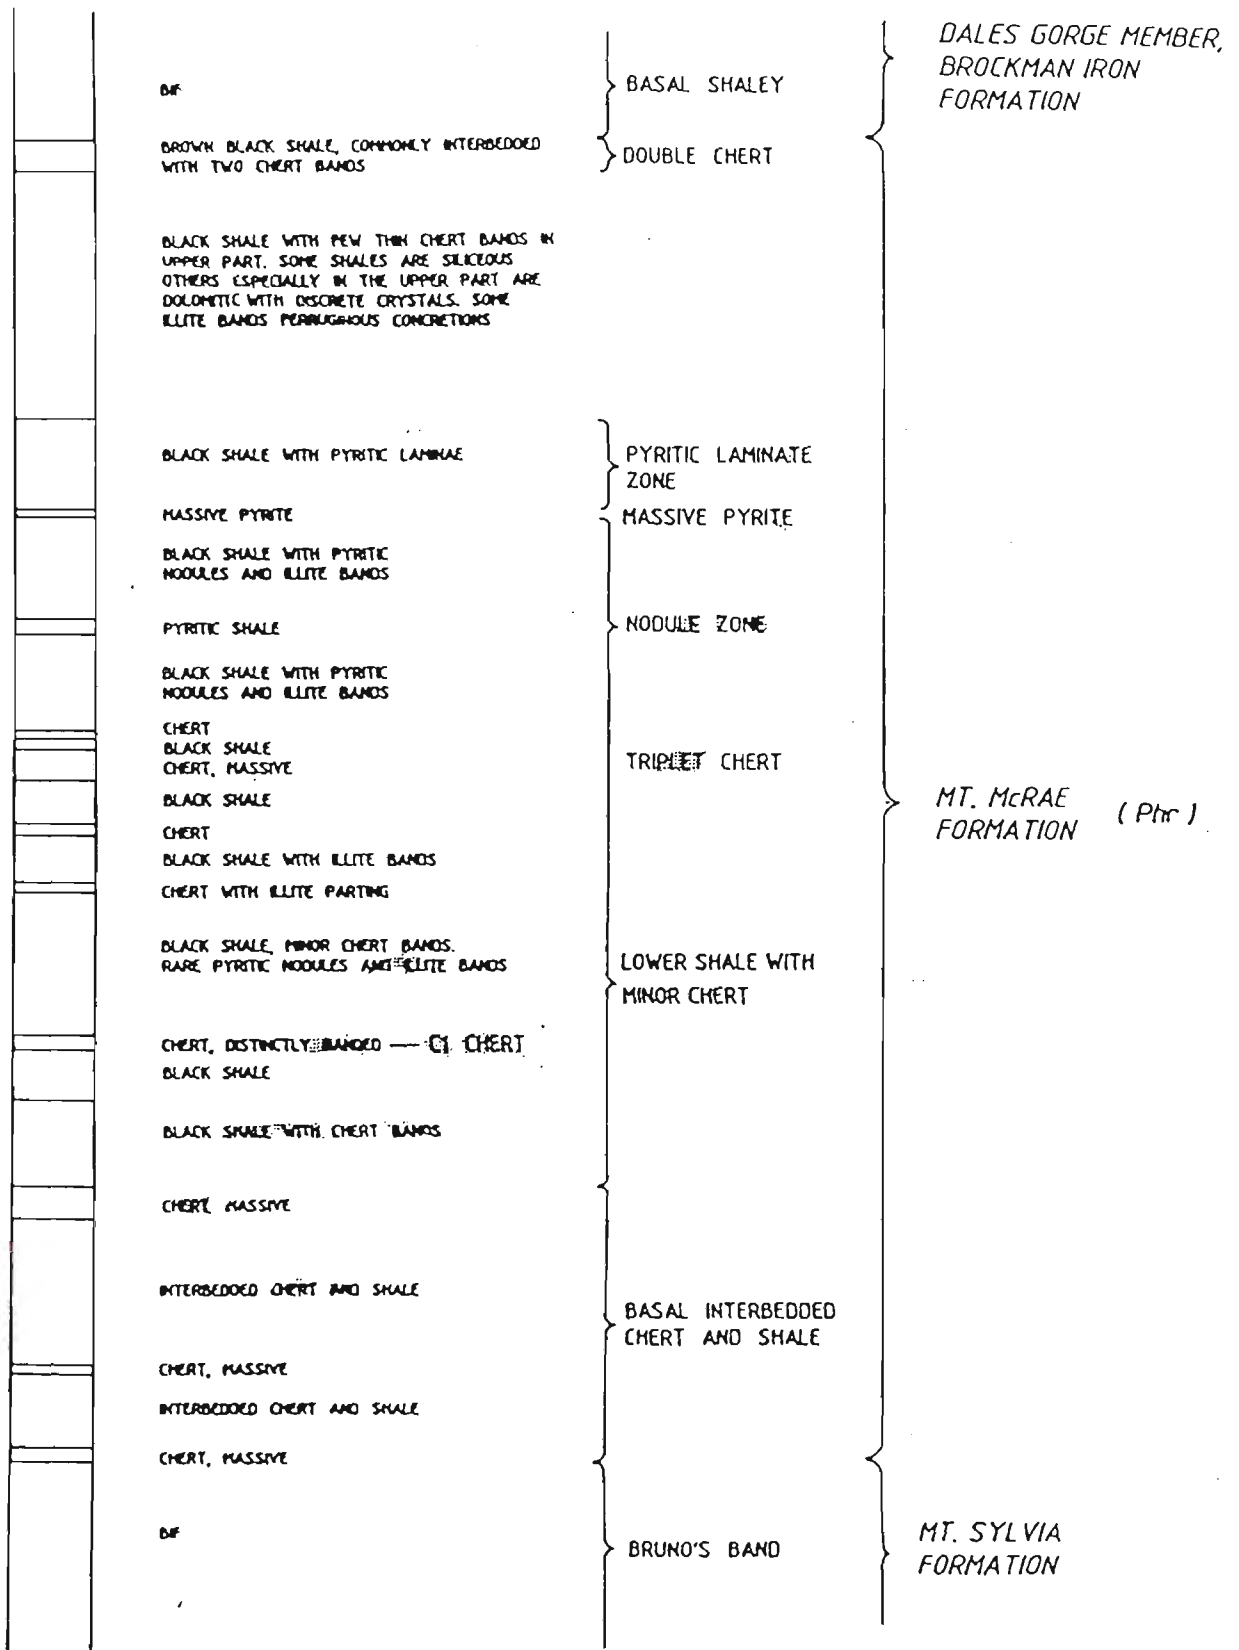 DALES GORGE MEMBER,
BROCKMAN IRON
FORMATION
BIF
BASAL SHALEY
BROWN BLACK SHALE, COMMONLY INTERBEDDED
WITH TWO CHERT BANDS
DOUBLE CHERT
BLACK SHALE WITH FEW THIN CHERT BANDS IN
UPPER PART. SOME SHALES ARE SILICEOUS
OTHERS ESPECIALLY IN THE UPPER PART ARE
DOLOMITIC WITH DISCRETE CRYSTALS. SOME
ILLITE BANDS FERRUGINOUS CONCRETIONS
BLACK SHALE WITH PYRITIC LAMINAE
PYRITIC LAMINATE
ZONE
MASSIVE PYRITE
MASSIVE PYRITE
BLACK SHALE WITH PYRITIC
NODULES AND ILLITE BANDS
PYRITIC SHALE
NODULE ZONE
BLACK SHALE WITH PYRITIC
NODULES AND ILLITE BANDS
CHERT
BLACK SHALE
CHERT, MASSIVE
TRIPLET CHERT
BLACK SHALE
MT. McRAE
FORMATION
(Phr)
CHERT
BLACK SHALE WITH ILLITE BANDS
CHERT WITH ILLITE PARTING
BLACK SHALE, MINOR CHERT BANDS.
RARE PYRITIC NODULES AND ILLITE BANDS
LOWER SHALE WITH
MINOR CHERT
CHERT, DISTINCTLY BANDED — C1 CHERT
BLACK SHALE
BLACK SHALE WITH CHERT BANDS
CHERT, MASSIVE
INTERBEDDED CHERT AND SHALE
BASAL INTERBEDDED
CHERT AND SHALE
CHERT, MASSIVE
INTERBEDDED CHERT AND SHALE
CHERT, MASSIVE
BIF
BRUNO'S BAND
MT. SYLVIA
FORMATION